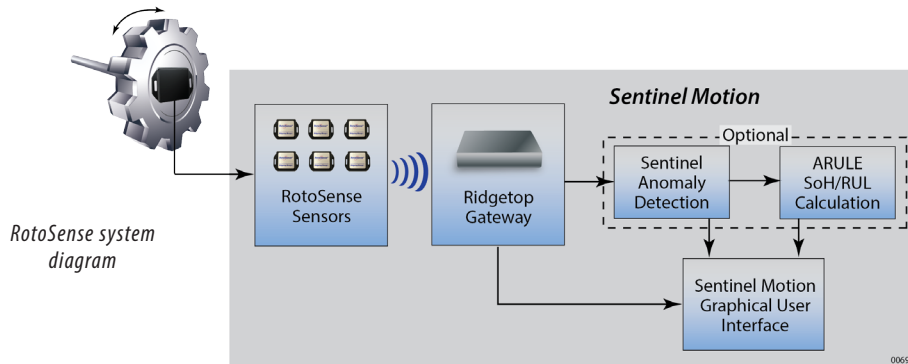 Sentinel Motion
Optional
RotoSense
Sensors
Ridgetop
Gateway
Sentinel
Anomaly
Detection
ARULE
SoH/RUL
Calculation
RotoSense system
diagram
Sentinel Motion
Graphical User
Interface
0069